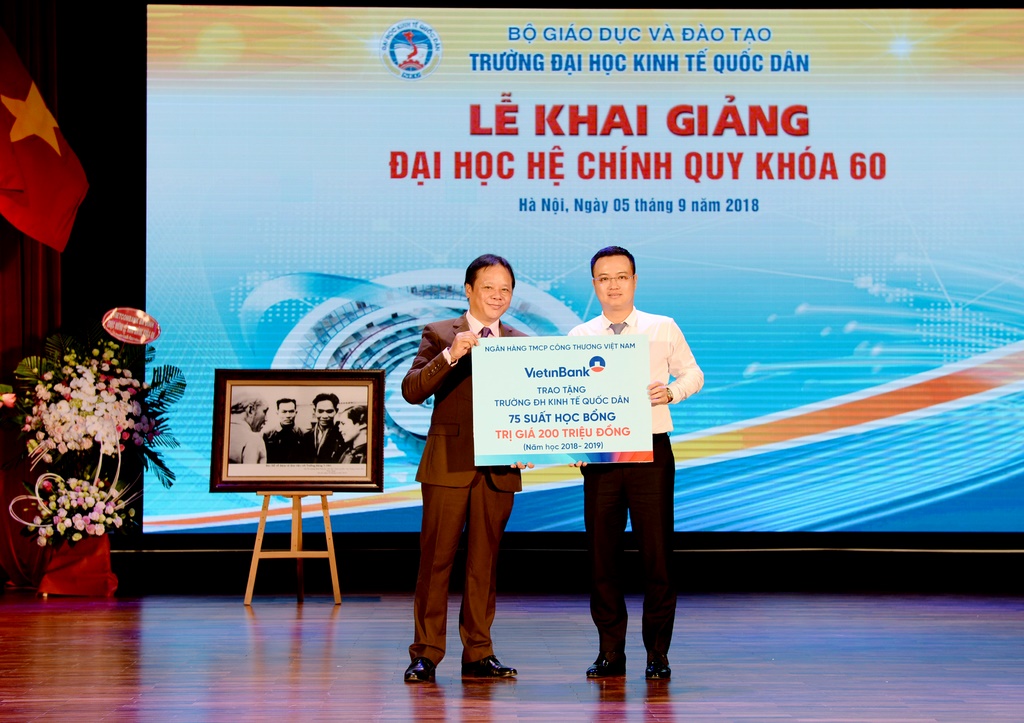 BỘ GIÁO DỤC VÀ ĐÀO TẠO
TRƯỜNG ĐẠI HỌC KINH TẾ QUỐC DÂN
LỄ KHAI GIẢNG
ĐẠI HỌC HỆ CHÍNH QUY KHÓA 60
Hà Nội, Ngày 05 tháng 9 năm 2018
NGÂN HÀNG TMCP CÔNG THƯƠNG VIỆT NAM
VietinBank
TRAO TẶNG
TRƯỜNG ĐH KINH TẾ QUỐC DÂN
75 SUẤT HỌC BỔNG
TRỊ GIÁ 200 TRIỆU ĐỒNG
(Năm học 2018- 2019)